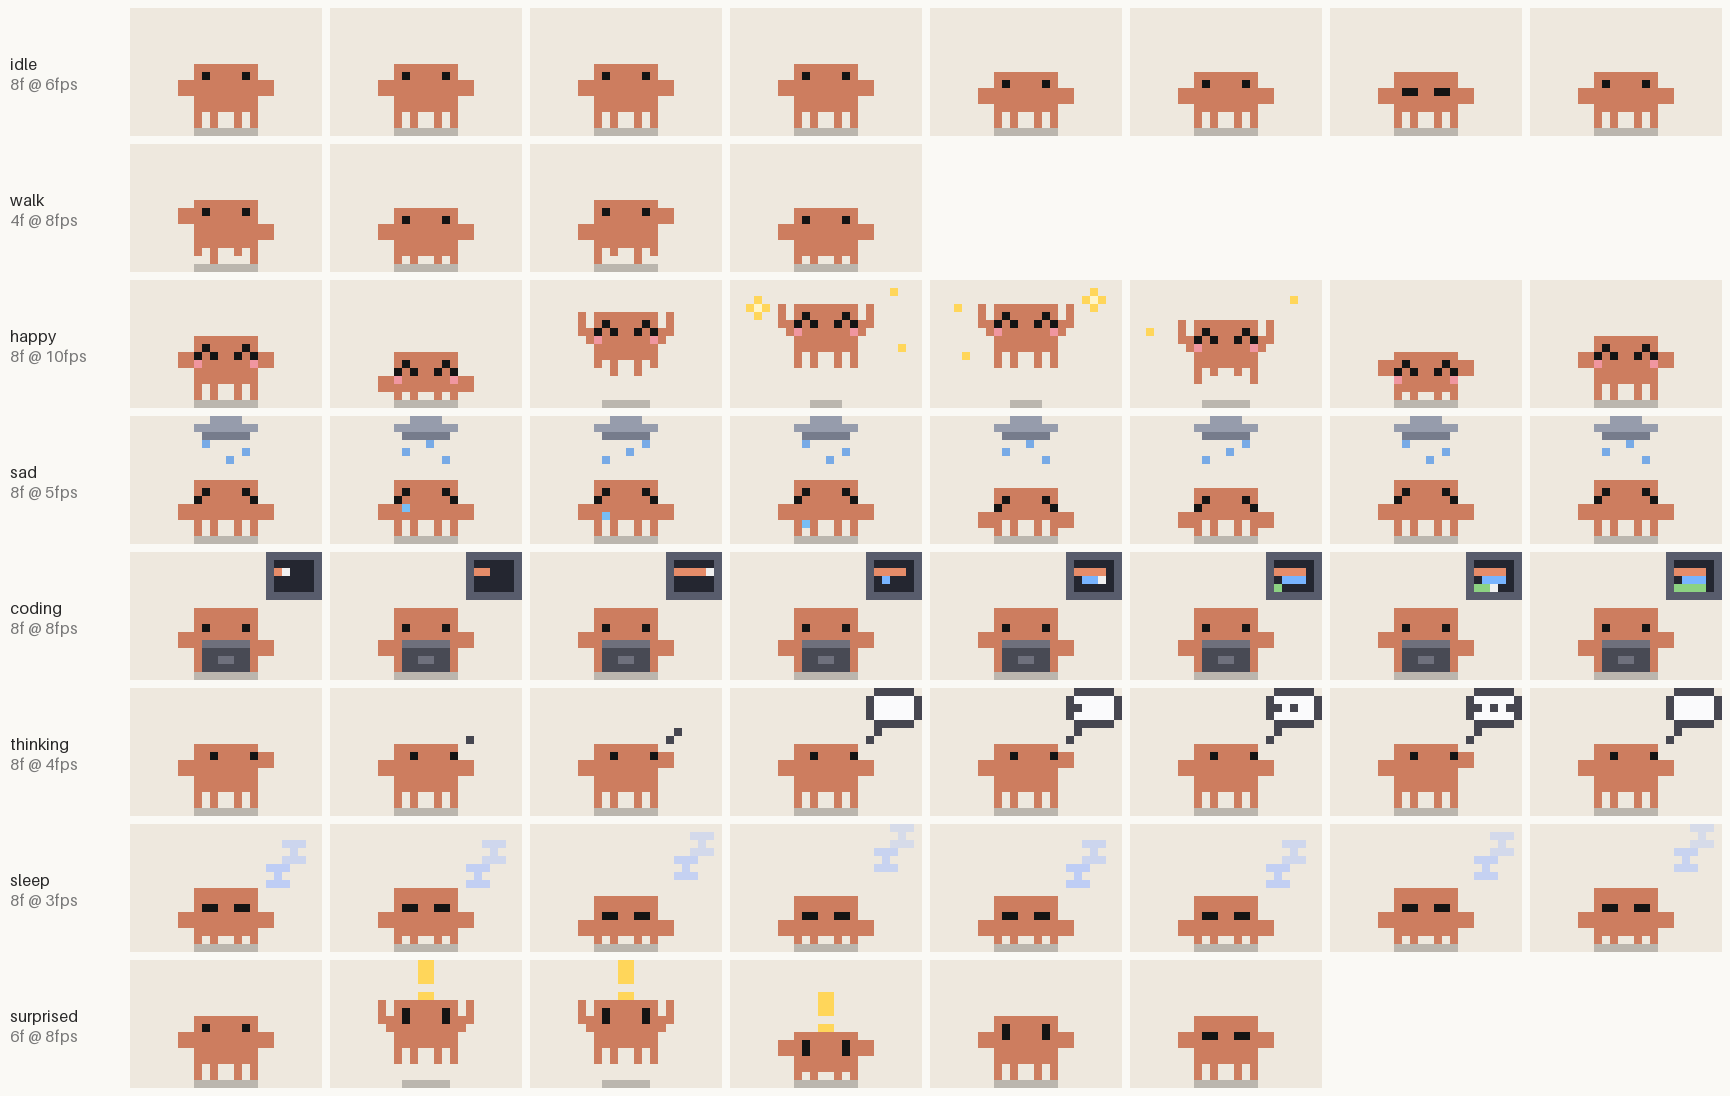 idle
8f @ 6fps
walk
4f @ 8fps
happy
8f @ 10fps
sad
8f @ 5fps
coding
8f @ 8fps
thinking
8f @ 4fps
sleep
8f @ 3fps
surprised
6f @ 8fps